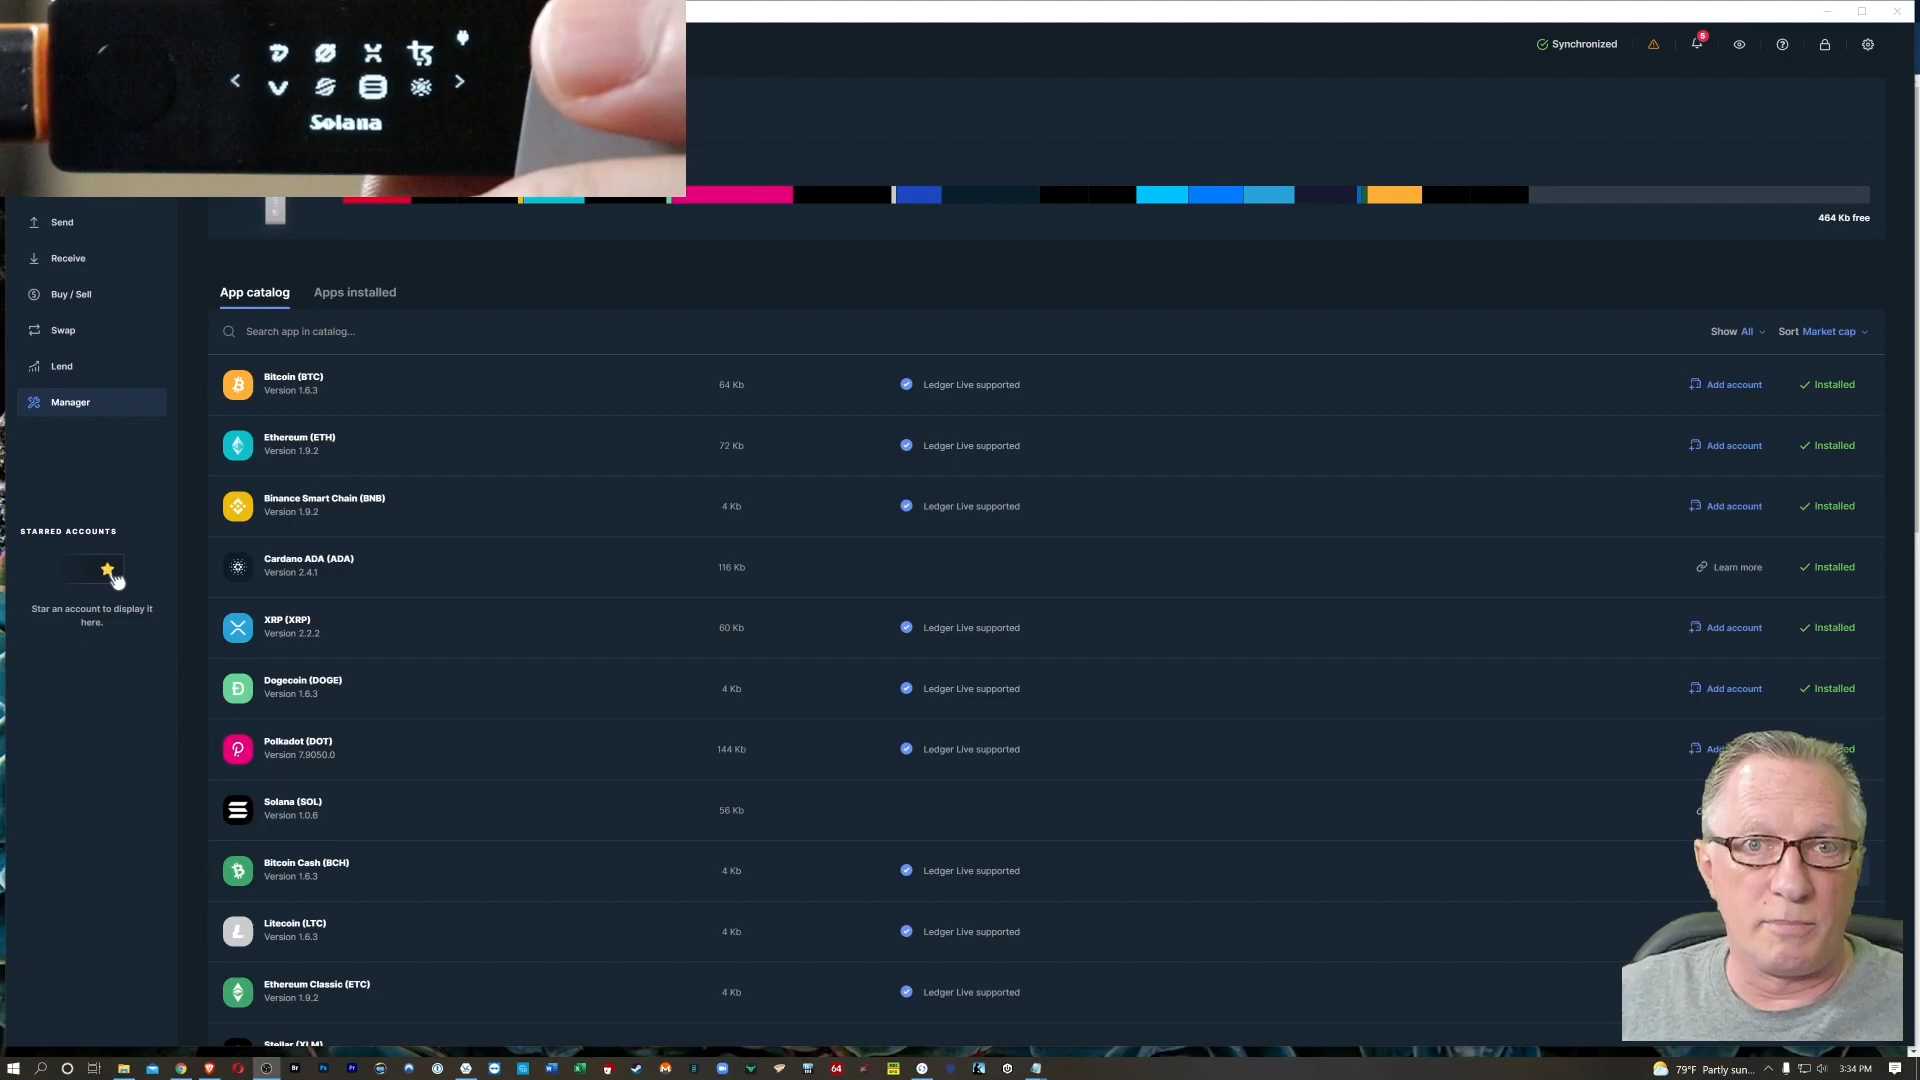 Solana
Synchronized
5
464 Kb free
Send
Receive
Buy / Sell
Swap
Lend
Manager
STARRED ACCOUNTS
Star an account to display it
here.
App catalog Apps installed
Search app in catalog...
Show All Sort Market cap
Bitcoin (BTC)
Version 1.6.3
64 Kb
Ledger Live supported
Add account
Installed
Ethereum (ETH)
Version 1.9.2
72 Kb
Ledger Live supported
Add account
Installed
Binance Smart Chain (BNB)
Version 1.9.2
4 Kb
Ledger Live supported
Add account
Installed
Cardano ADA (ADA)
Version 2.4.1
116 Kb
Learn more
Installed
XRP (XRP)
Version 2.2.2
60 Kb
Ledger Live supported
Add account
Installed
Dogecoin (DOGE)
Version 1.6.3
4 Kb
Ledger Live supported
Add account
Installed
Polkadot (DOT)
Version 7.9050.0
144 Kb
Ledger Live supported
Solana (SOL)
Version 1.0.6
56 Kb
Bitcoin Cash (BCH)
Version 1.6.3
4 Kb
Ledger Live supported
Litecoin (LTC)
Version 1.6.3
4 Kb
Ledger Live supported
Ethereum Classic (ETC)
Version 1.9.2
4 Kb
Ledger Live supported
Stellar (XLM)
79°F Partly sun...
3:34 PM